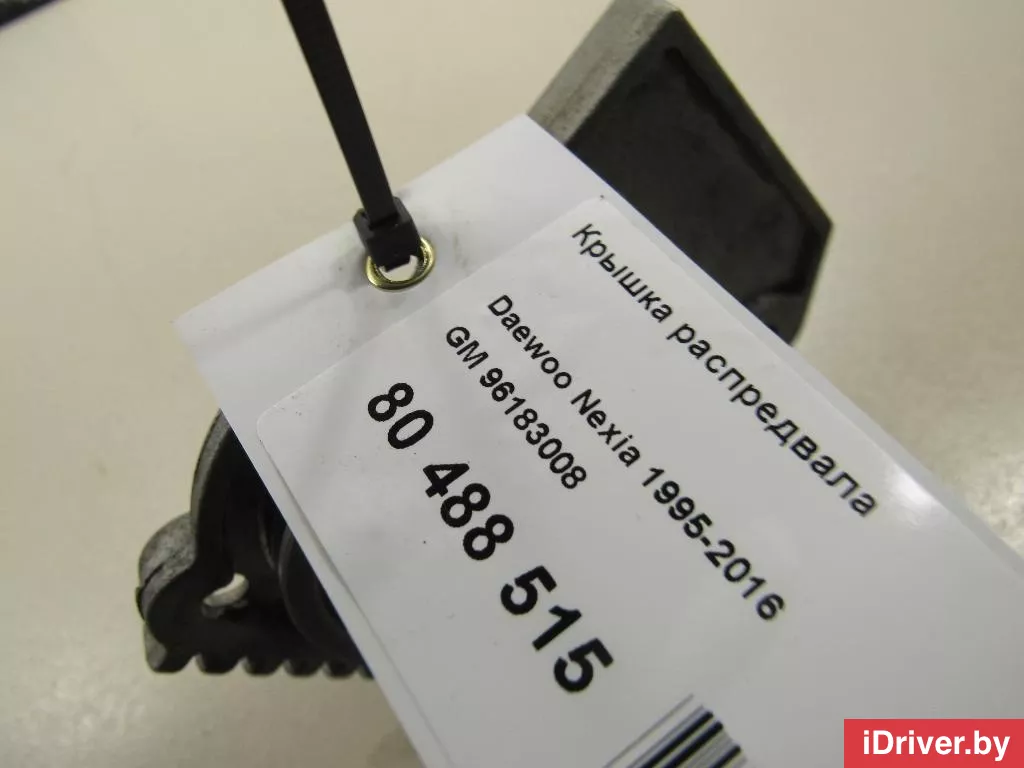 Крышка распредвала
Daewoo Nexia 1995-2016
GM 96183008
80 488 515
iDriver.by